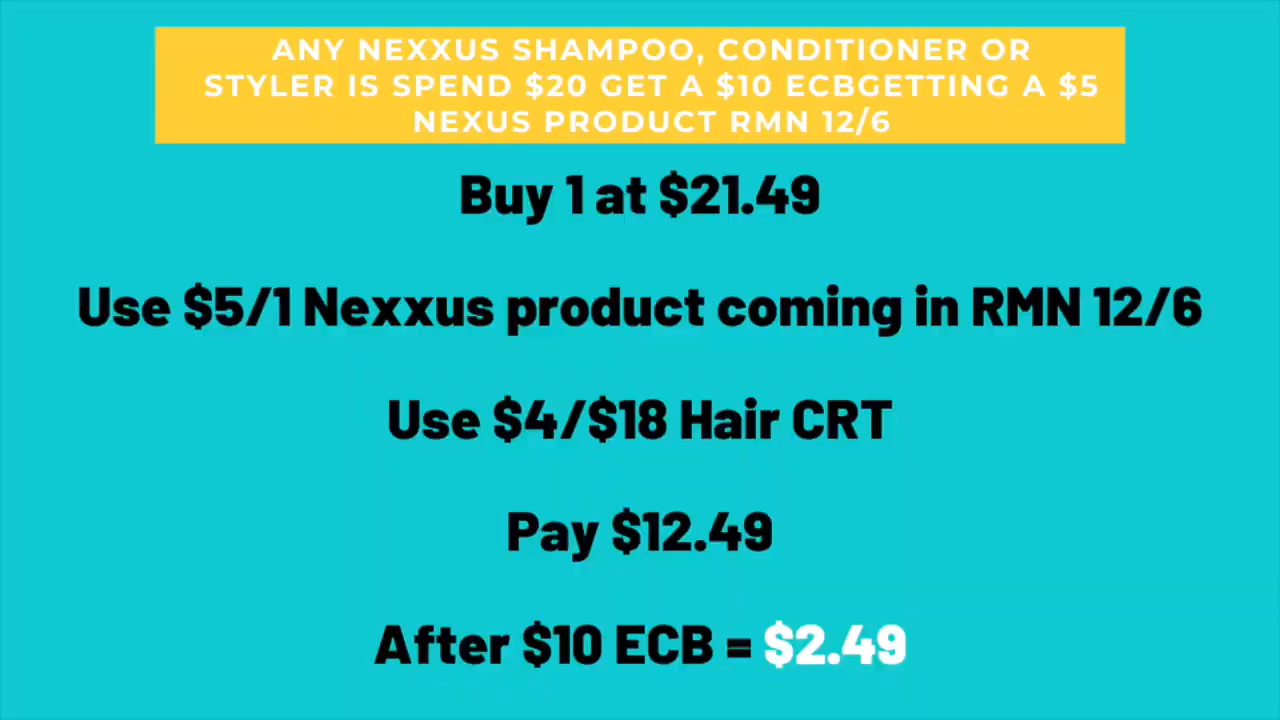 ANY NEXXUS SHAMPOO, CONDITIONER OR
STYLER IS SPEND $20 GET A $10 ECBGETTING A $5
NEXUS PRODUCT RMN 12/6
Buy 1 at $21.49
Use $5/1 Nexxus product coming in RMN 12/6
Use $4/$18 Hair CRT
Pay $12.49
After $10 ECB = $2.49